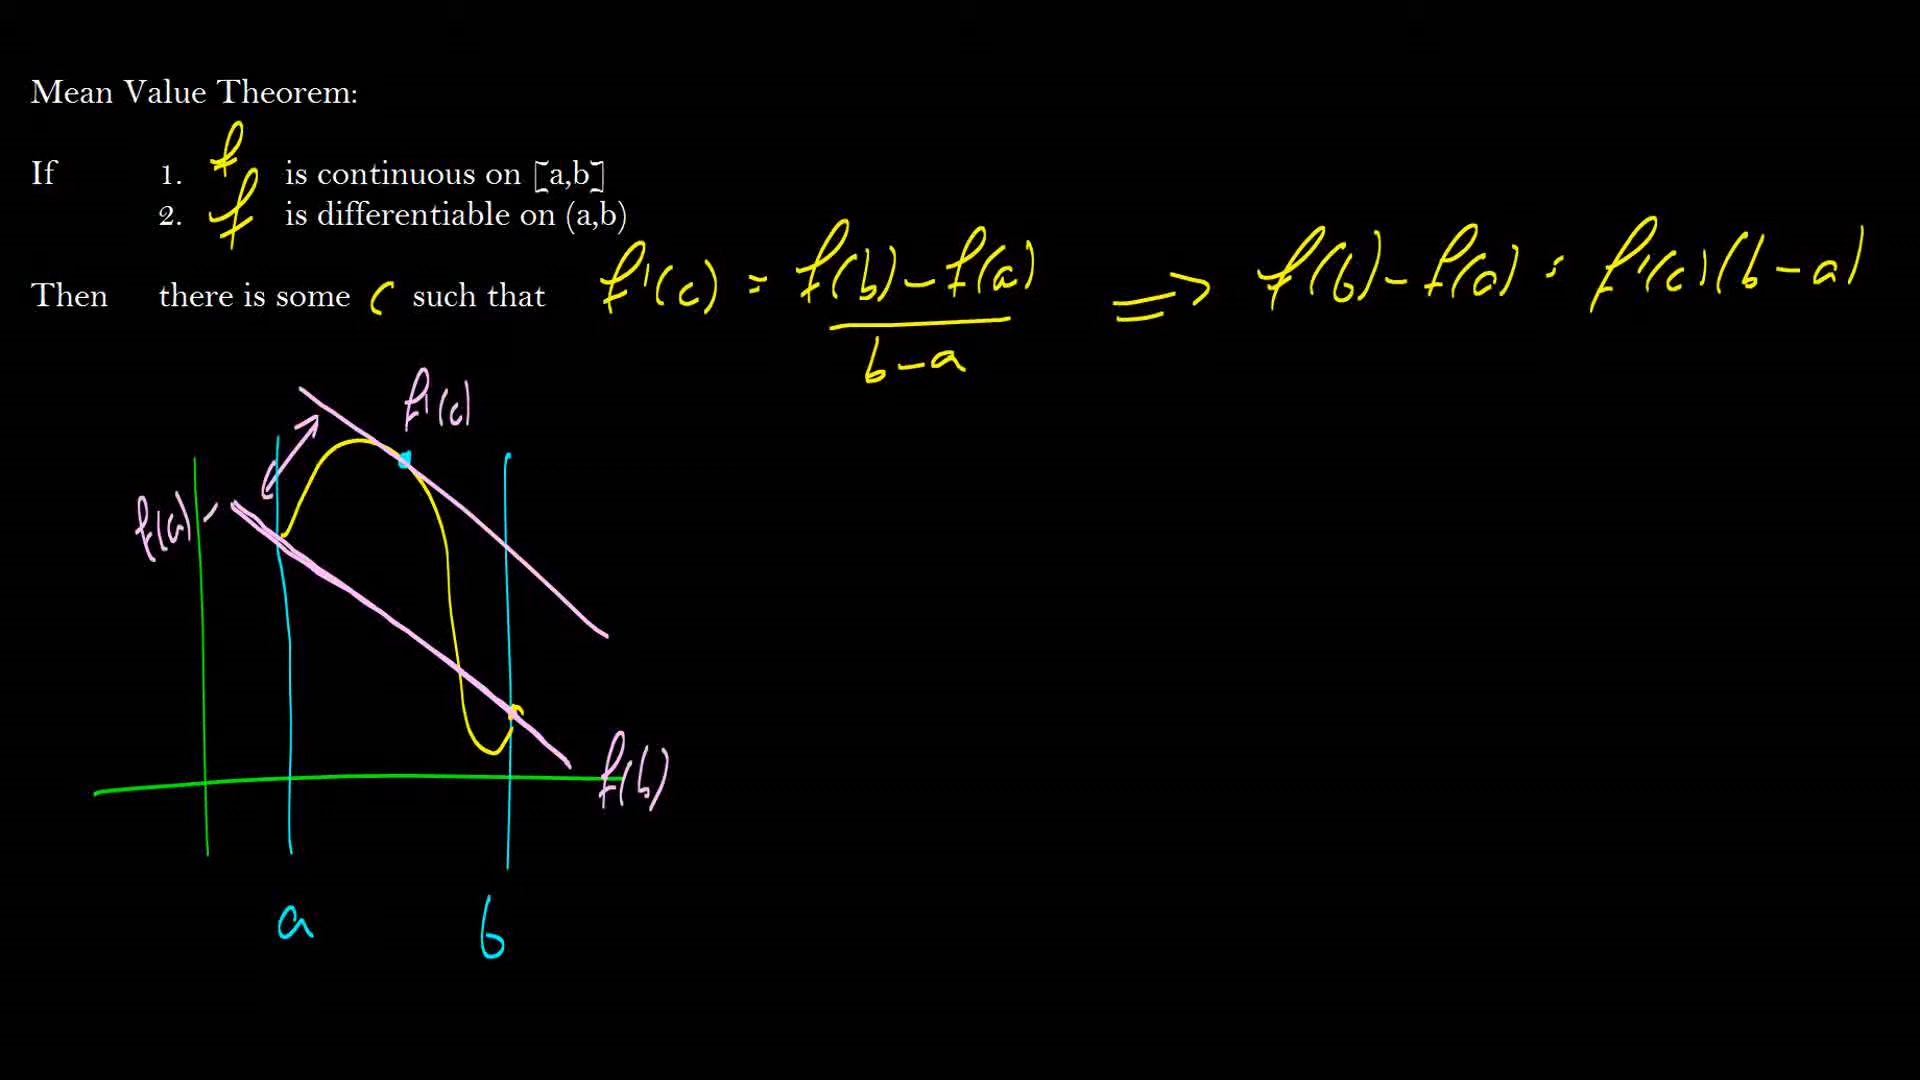 Mean Value Theorem:
If 1. f is continuous on [a,b]
2. f is differentiable on (a,b)
Then there is some c such that f'(c) = f(b)-f(a) / b-a ⇒ f(b)-f(a) = f'(c)(b-a)
f'(c)
f(a)
f(b)
a b